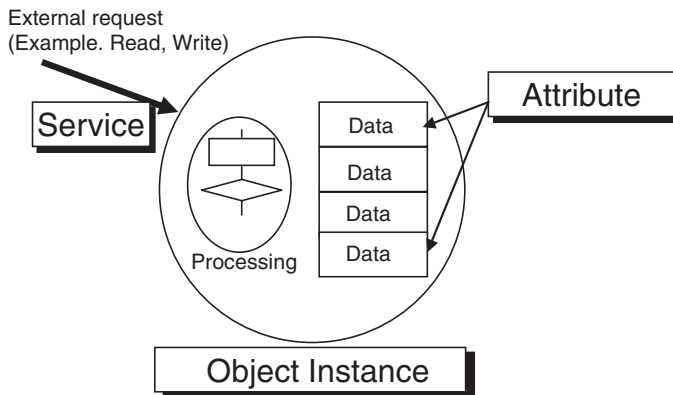 External request
(Example. Read, Write)
Service
Attribute
Data
Data
Data
Data
Processing
Object Instance